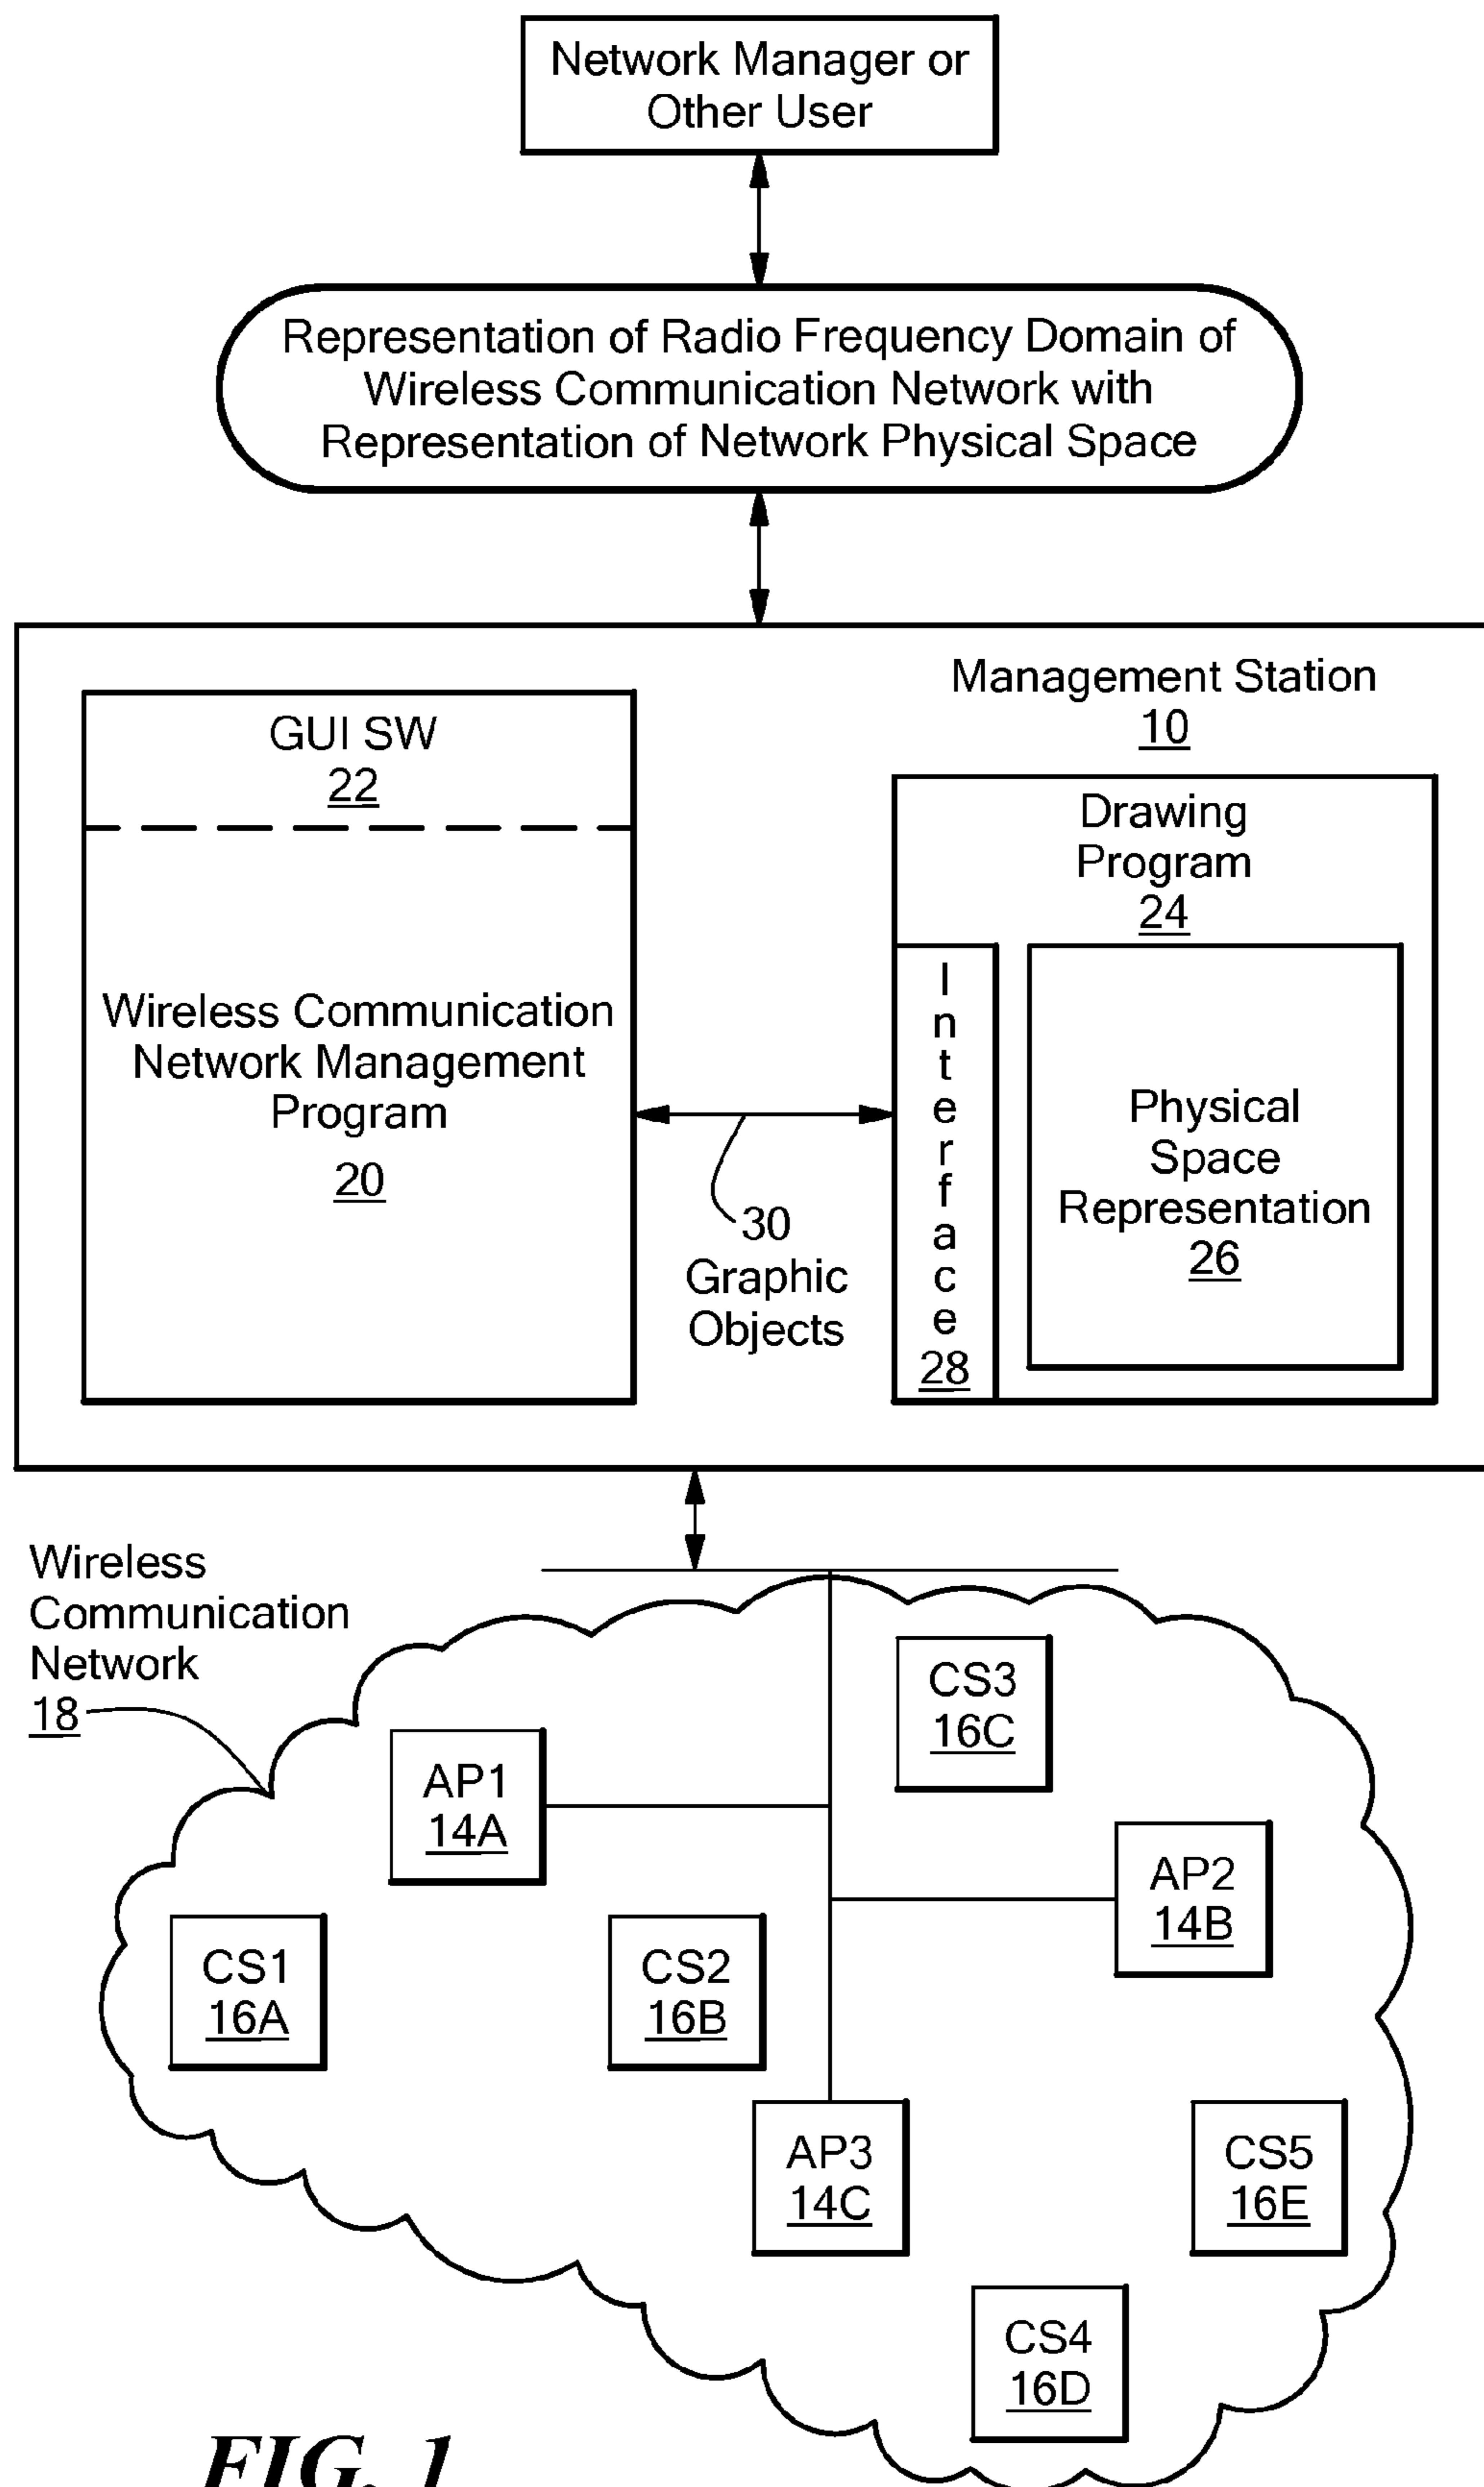 Network Manager or
Other User
Representation of Radio Frequency Domain of
Wireless Communication Network with
Representation of Network Physical Space
Management Station
10
GUI SW
22
Wireless Communication
Network Management
Program
20
30
Graphic
Objects
Drawing
Program
24
Interface
28
Physical
Space
Representation
26
Wireless
Communication
Network
18
CS3
16C
AP1
14A
AP2
14B
CS1
16A
CS2
16B
AP3
14C
CS5
16E
CS4
16D
FIG. 1